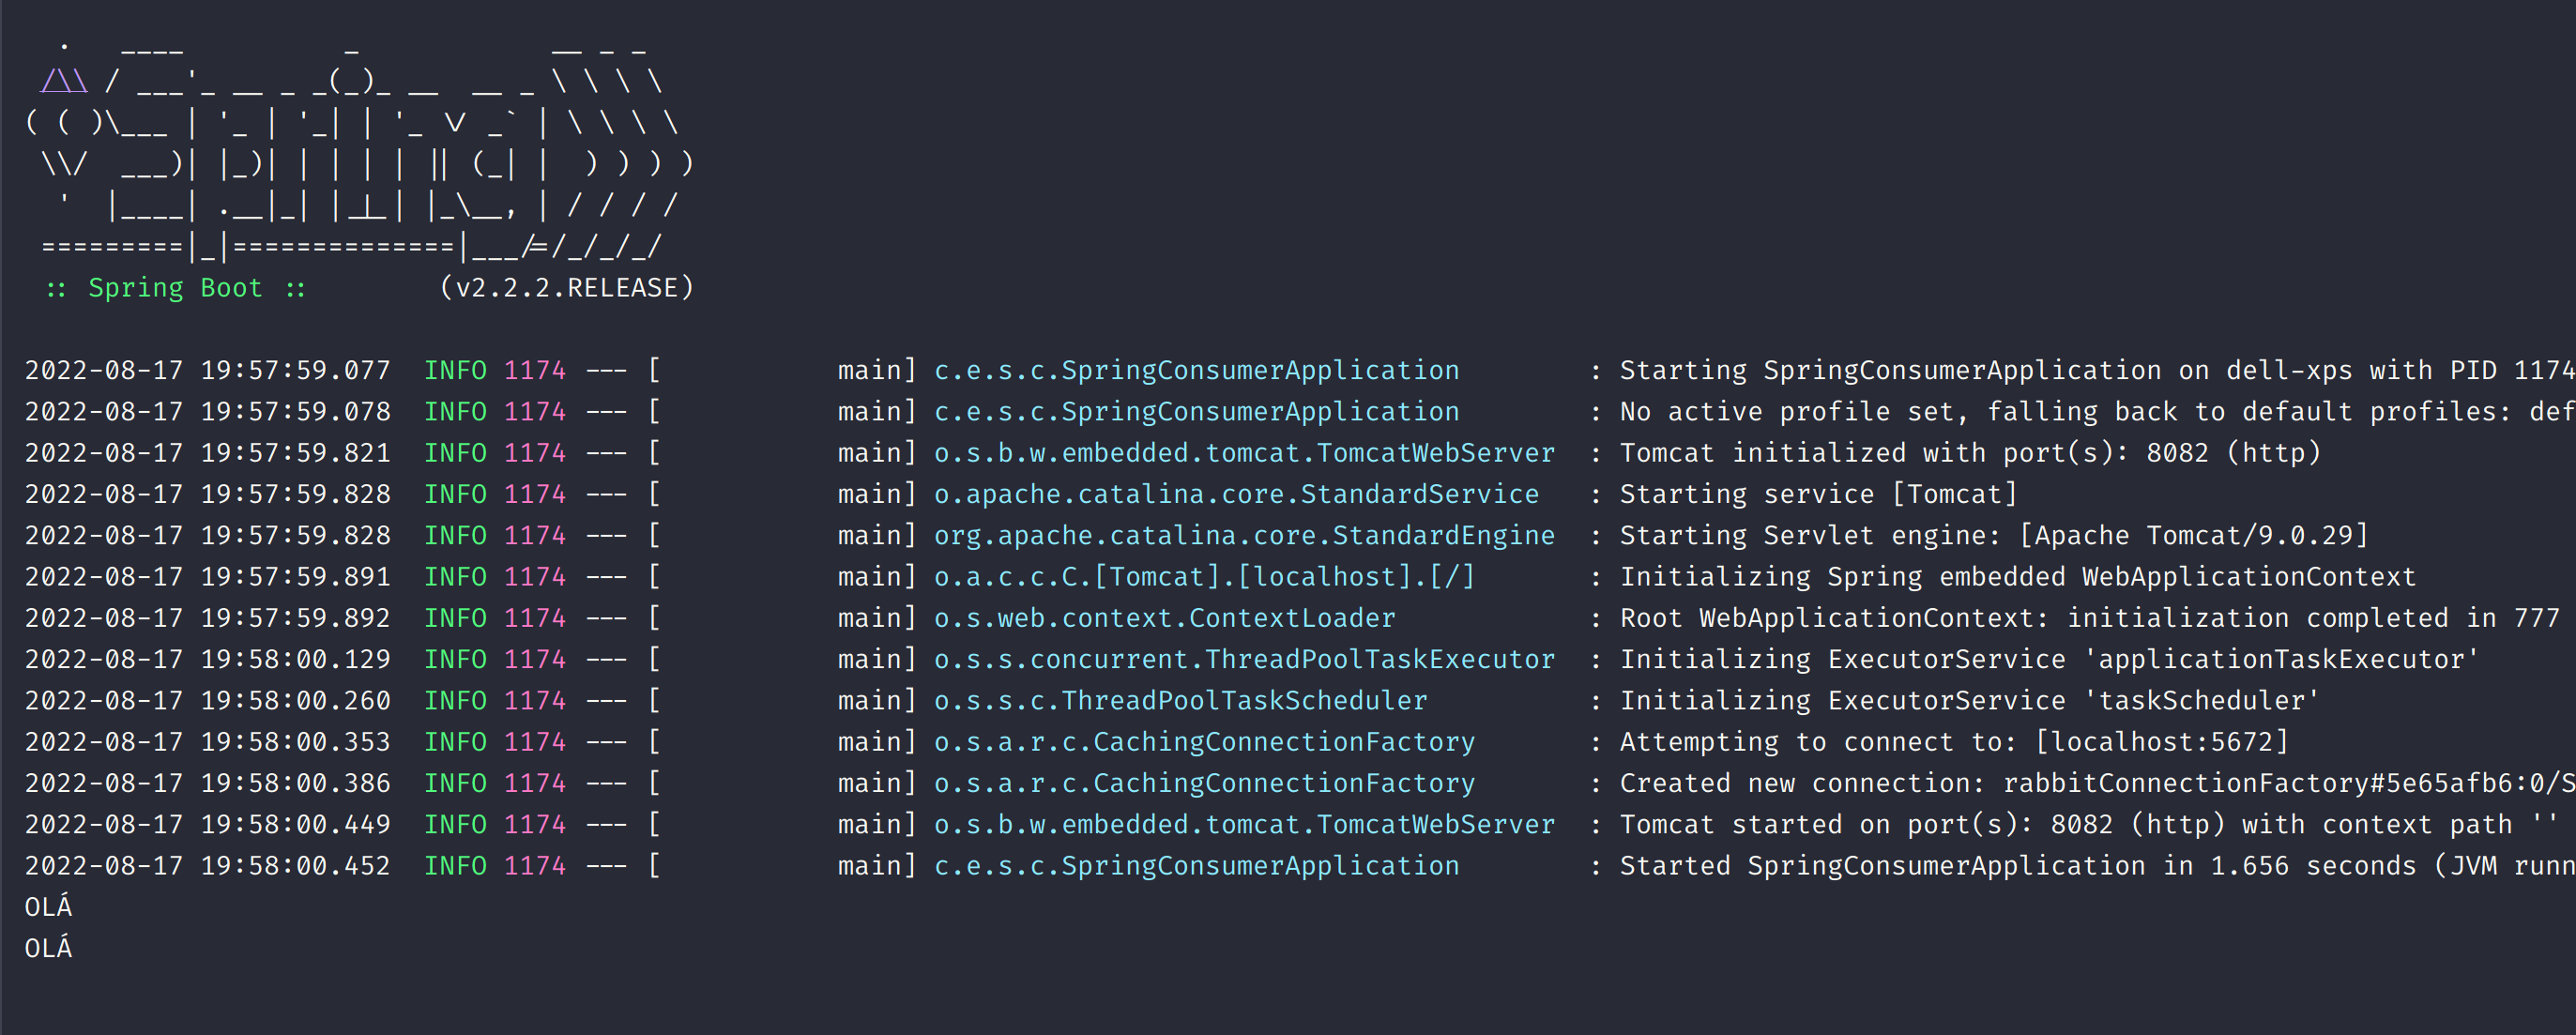 .   ____          _            __ _ _
 /\\ / ___'_ __ _ _(_)_ __  __ _ \ \ \ \
( ( )\___ | '_ | '_| | '_ \/ _` | \ \ \ \
 \\/  ___)| |_)| | | | | || (_| |  ) ) ) )
  '  |____| .__|_| |_|_| |_\__, | / / / /
 =========|_|==============|___/=/_/_/_/
 :: Spring Boot ::        (v2.2.2.RELEASE)
2022-08-17 19:57:59.077  INFO 1174 --- [           main] c.e.s.c.SpringConsumerApplication        : Starting SpringConsumerApplication on dell-xps with PID 1174
2022-08-17 19:57:59.078  INFO 1174 --- [           main] c.e.s.c.SpringConsumerApplication        : No active profile set, falling back to default profiles: def
2022-08-17 19:57:59.821  INFO 1174 --- [           main] o.s.b.w.embedded.tomcat.TomcatWebServer  : Tomcat initialized with port(s): 8082 (http)
2022-08-17 19:57:59.828  INFO 1174 --- [           main] o.apache.catalina.core.StandardService   : Starting service [Tomcat]
2022-08-17 19:57:59.828  INFO 1174 --- [           main] org.apache.catalina.core.StandardEngine  : Starting Servlet engine: [Apache Tomcat/9.0.29]
2022-08-17 19:57:59.891  INFO 1174 --- [           main] o.a.c.c.C.[Tomcat].[localhost].[/]       : Initializing Spring embedded WebApplicationContext
2022-08-17 19:57:59.892  INFO 1174 --- [           main] o.s.web.context.ContextLoader            : Root WebApplicationContext: initialization completed in 777
2022-08-17 19:58:00.129  INFO 1174 --- [           main] o.s.s.concurrent.ThreadPoolTaskExecutor  : Initializing ExecutorService 'applicationTaskExecutor'
2022-08-17 19:58:00.260  INFO 1174 --- [           main] o.s.s.c.ThreadPoolTaskScheduler          : Initializing ExecutorService 'taskScheduler'
2022-08-17 19:58:00.353  INFO 1174 --- [           main] o.s.a.r.c.CachingConnectionFactory       : Attempting to connect to: [localhost:5672]
2022-08-17 19:58:00.386  INFO 1174 --- [           main] o.s.a.r.c.CachingConnectionFactory       : Created new connection: rabbitConnectionFactory#5e65afb6:0/S
2022-08-17 19:58:00.449  INFO 1174 --- [           main] o.s.b.w.embedded.tomcat.TomcatWebServer  : Tomcat started on port(s): 8082 (http) with context path ''
2022-08-17 19:58:00.452  INFO 1174 --- [           main] c.e.s.c.SpringConsumerApplication        : Started SpringConsumerApplication in 1.656 seconds (JVM runn
OLÁ
OLÁ